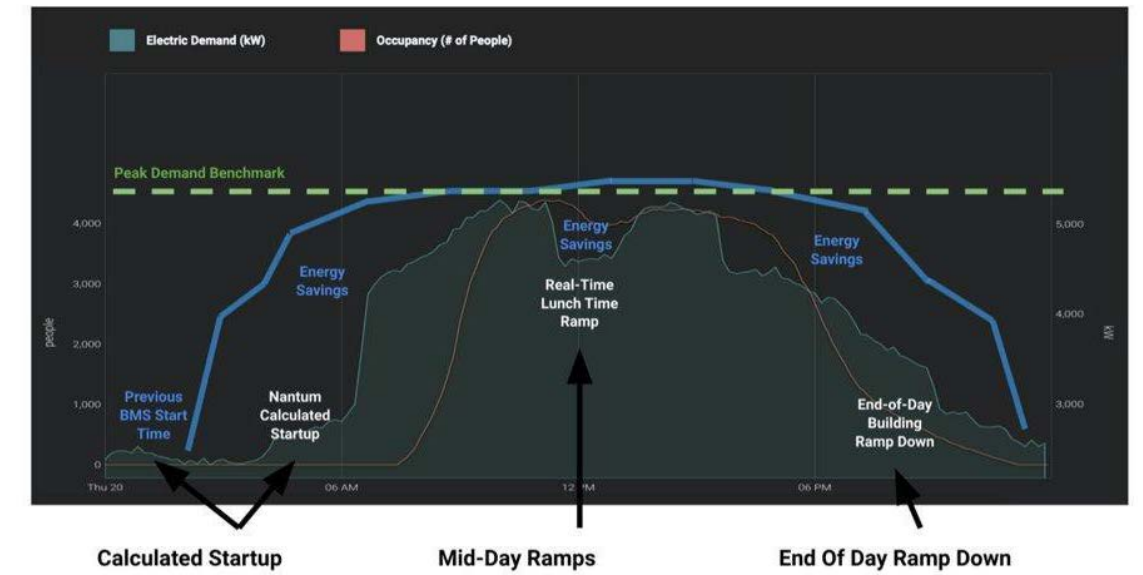 Electric Demand (kW)
Occupancy (# of People)
Peak Demand Benchmark
4,000
3,000
2,000
1,000
0
people
5,000
4,000
3,000
kW
Energy
Savings
Energy
Savings
Energy
Savings
Real-Time
Lunch Time
Ramp
Previous
BMS Start
Time
Nantum
Calculated
Startup
End-of-Day
Building
Ramp Down
Thu 20
06 AM
12 PM
06 PM
Calculated Startup
Mid-Day Ramps
End Of Day Ramp Down